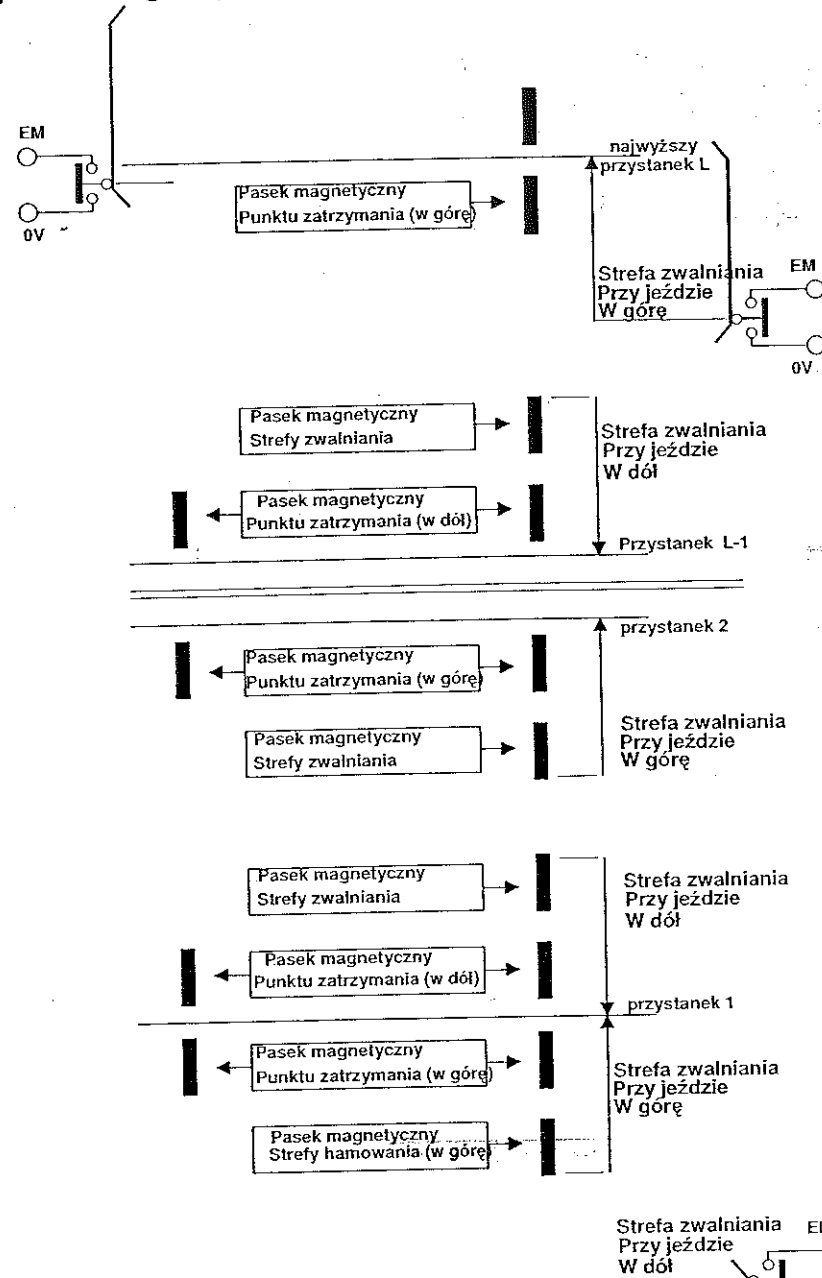 EM
0V
najwyższy
przystanek L
Pasek magnetyczny
Punktu zatrzymania (w górę)
Strefa zwalniania
Przy jeździe
W górę
EM
0V
Pasek magnetyczny
Strefy zwalniania
Strefa zwalniania
Przy jeździe
W dół
Pasek magnetyczny
Punktu zatrzymania (w dół)
Przystanek L-1
przystanek 2
Pasek magnetyczny
Punktu zatrzymania (w górę)
Pasek magnetyczny
Strefy zwalniania
Strefa zwalniania
Przy jeździe
W górę
Pasek magnetyczny
Strefy zwalniania
Strefa zwalniania
Przy jeździe
W dół
Pasek magnetyczny
Punktu zatrzymania (w dół)
przystanek 1
Pasek magnetyczny
Punktu zatrzymania (w górę)
Strefa zwalniania
Przy jeździe
W górę
Pasek magnetyczny
Strefy hamowania (w górę)
Strefa zwalniania
Przy jeździe
W dół